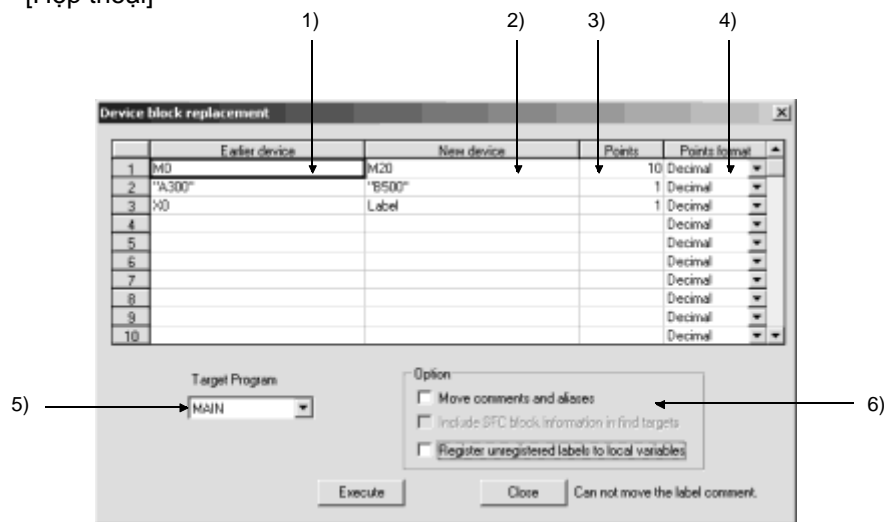 [Hộp thoại]
1) 2) 3) 4)
Device block replacement
Earlier device New device Points Points format
1 M0 M20 10 Decimal
2 "A300" "B500" 1 Decimal
3 X0 Label 1 Decimal
4 Decimal
5 Decimal
6 Decimal
7 Decimal
8 Decimal
9 Decimal
10 Decimal
Target Program
Option
5) MAIN
Move comments and aliases
6)
Include SFC block information in find targets
Register unregistered labels to local variables
Execute Close Can not move the label comment.